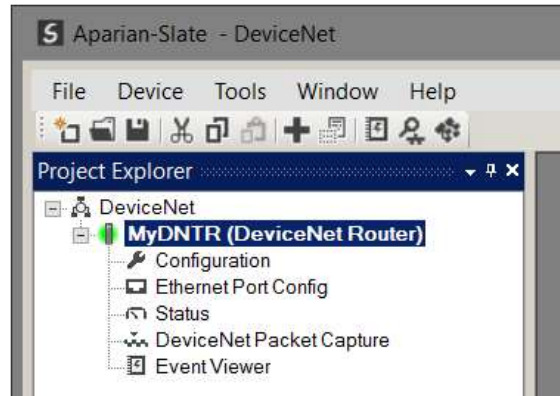 S Aparian-Slate - DeviceNet
File Device Tools Window Help
Project Explorer
DeviceNet
MyDNTR (DeviceNet Router)
Configuration
Ethernet Port Config
Status
DeviceNet Packet Capture
Event Viewer